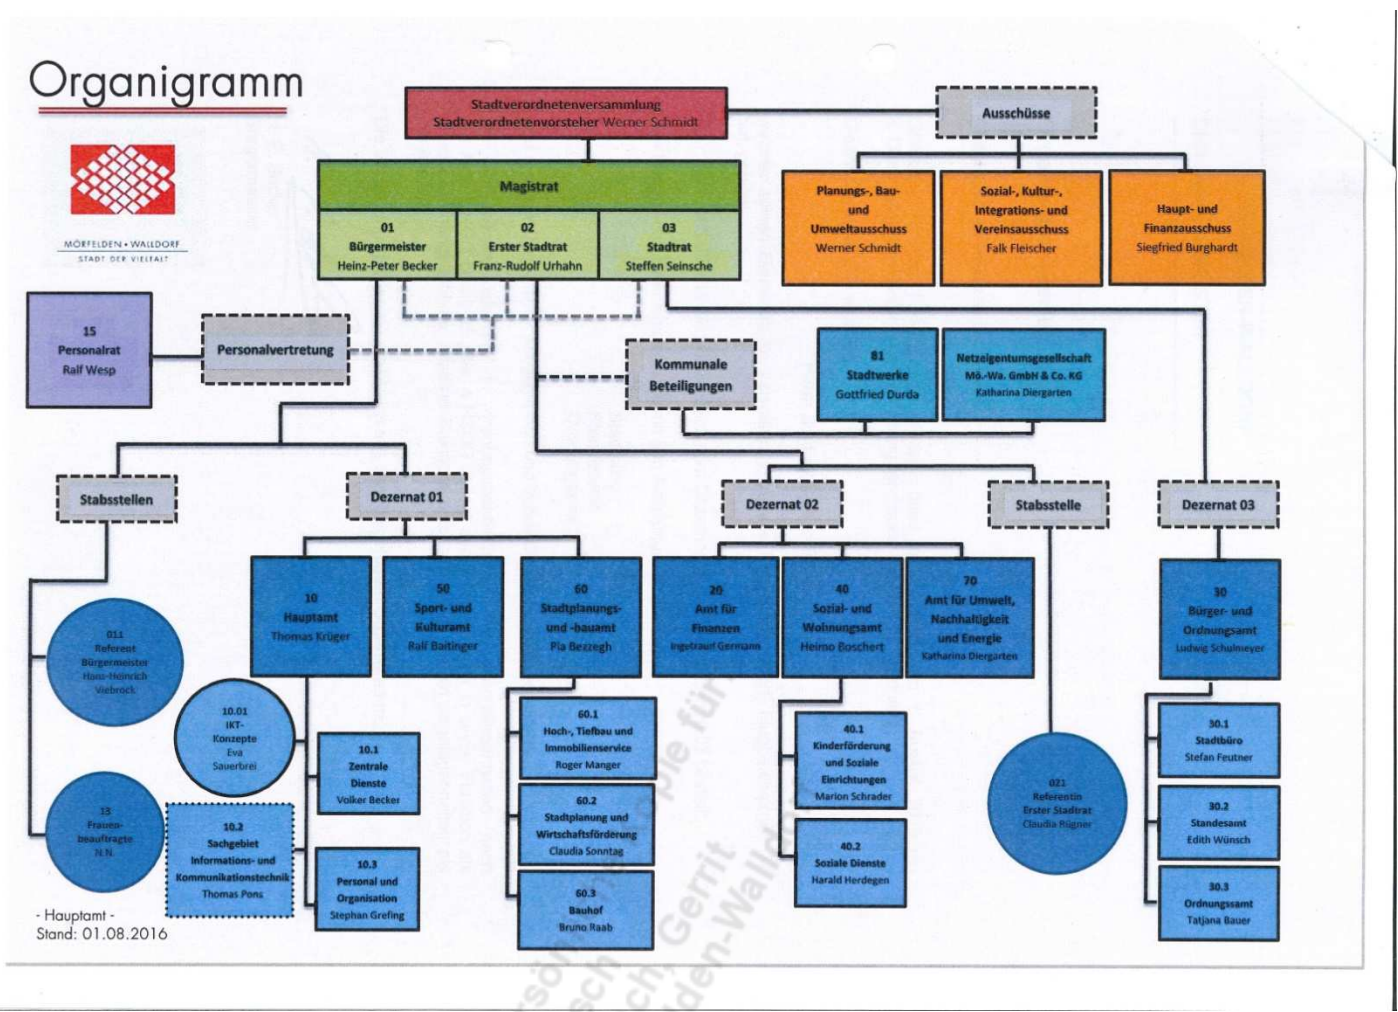 Organigramm
MÖRFELDEN • WALLDORF
STADT DER VIELFALT
Stadtverordnetenversammlung
Stadtverordnetenvorsteher Werner Schmidt
Ausschüsse
Magistrat
01
Bürgermeister
Heinz-Peter Becker
02
Erster Stadtrat
Franz-Rudolf Urhahn
03
Stadtrat
Steffen Seinsche
Planungs-, Bau-
und
Umweltausschuss
Werner Schmidt
Sozial-, Kultur-,
Integrations- und
Vereinsausschuss
Falk Fleischer
Haupt- und
Finanzausschuss
Siegfried Burghardt
15
Personalrat
Ralf Wesp
Personalvertretung
Kommunale
Beteiligungen
81
Stadtwerke
Gottfried Durda
Netzeigentumsgesellschaft
Mö.-Wa. GmbH & Co. KG
Katharina Diergarten
Stabsstellen
Dezernat 01
Dezernat 02
Stabsstelle
Dezernat 03
10
Hauptamt
Thomas Krüger
50
Sport- und
Kulturamt
Ralf Baitinger
60
Stadtplanungs-
und -bauamt
Pia Bezzegh
20
Amt für
Finanzen
Ingetraun Germann
40
Sozial- und
Wohnungsamt
Heimo Boschert
70
Amt für Umwelt,
Nachhaltigkeit
und Energie
Katharina Diergarten
30
Bürger- und
Ordnungsamt
Ludwig Schulmeyer
011
Referent
Bürgermeister
Hans-Heinrich
Viebrock
13
Frauen-
beauftragte
N.N.
10.01
IKT-
Konzepte
Eva
Sauerbrei
10.1
Zentrale
Dienste
Volker Becker
10.2
Sachgebiet
Informations- und
Kommunikationstechnik
Thomas Pons
10.3
Personal und
Organisation
Stephan Grefing
60.1
Hoch-, Tiefbau und
Immobilienservice
Roger Manger
60.2
Stadtplanung und
Wirtschaftsförderung
Claudia Sonntag
60.3
Bauhof
Bruno Raab
40.1
Kinderförderung
und Soziale
Einrichtungen
Marion Schrader
40.2
Soziale Dienste
Harald Herdegen
021
Referentin
Erster Stadtrat
Claudia Rügner
30.1
Stadtbüro
Stefan Feutner
30.2
Standesamt
Edith Wünsch
30.3
Ordnungsamt
Tatjana Bauer
- Hauptamt -
Stand: 01.08.2016
für
Gerrit